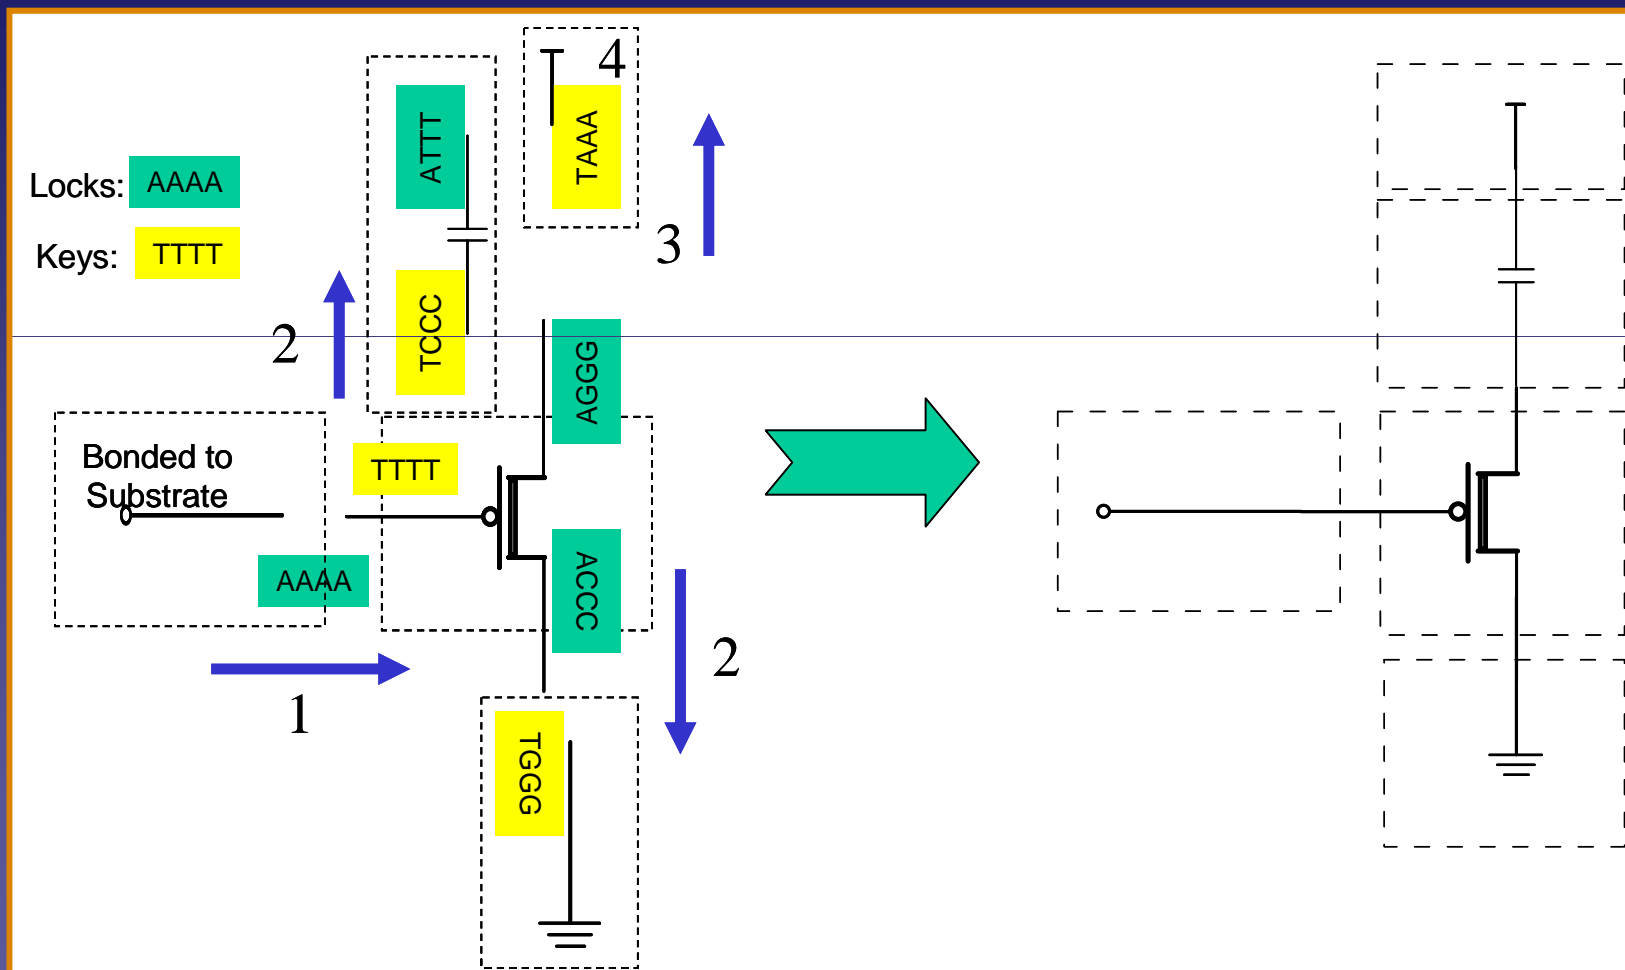 4
ATTT
TAAA
Locks: AAAA
Keys: TTTT
3
TCCC
2
AGGG
Bonded to
Substrate
TTTT
AAAA
ACCC
2
1
TGGG